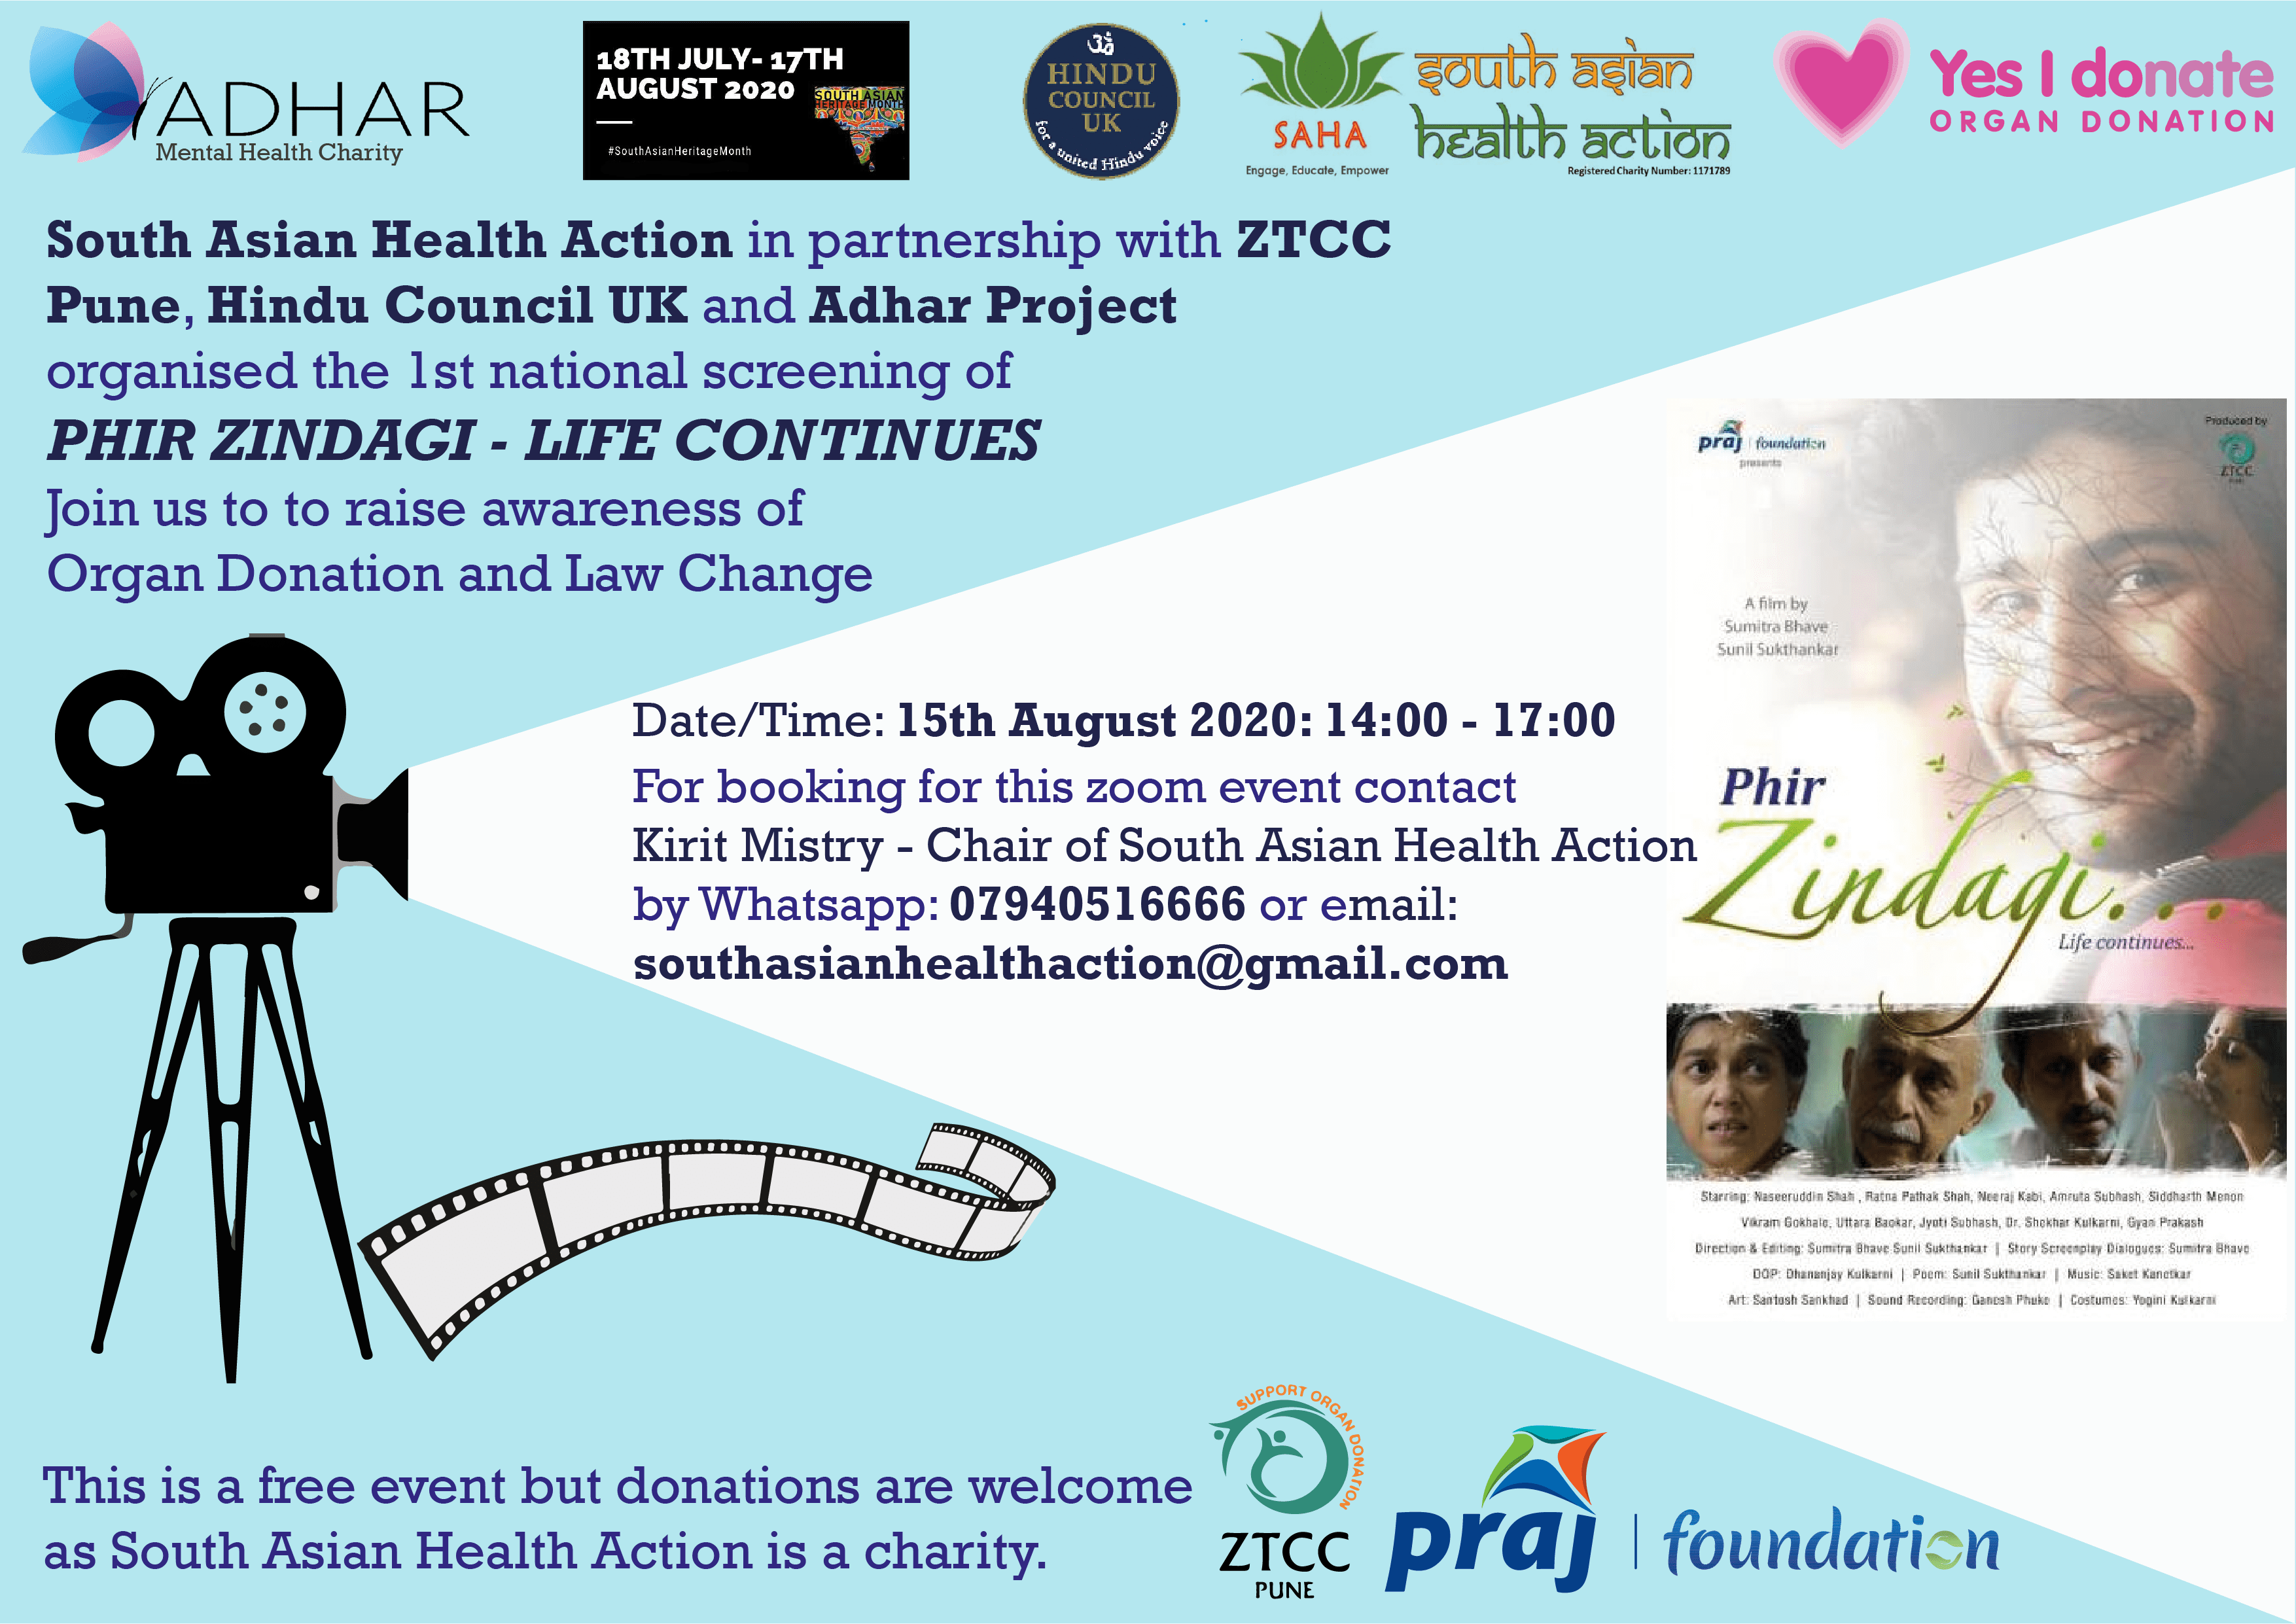 ADHAR
Mental Health Charity
18TH JULY- 17TH
AUGUST 2020
SOUTH ASIAN
HERITAGE MONTH
#SouthAsianHeritageMonth
ॐ
HINDU
COUNCIL
UK
for a united Hindu voice
SAHA
Engage, Educate, Empower
south asian
health action
Registered Charity Number: 1171789
Yes I donate
ORGAN DONATION
South Asian Health Action in partnership with ZTCC
Pune, Hindu Council UK and Adhar Project
organised the 1st national screening of
PHIR ZINDAGI - LIFE CONTINUES
Join us to to raise awareness of
Organ Donation and Law Change
Date/Time: 15th August 2020: 14:00 - 17:00
For booking for this zoom event contact
Kirit Mistry - Chair of South Asian Health Action
by Whatsapp: 07940516666 or email:
southasianhealthaction@gmail.com
praj foundation
presents
Produced by
ZTCC
PUNE
A film by
Sumitra Bhave
Sunil Sukthankar
Phir
Zindagi...
Life continues...
Starring: Naseeruddin Shah, Ratna Pathak Shah, Neeraj Kabi, Amruta Subhash, Siddharth Menon
Vikram Gokhale, Uttara Baokar, Jyoti Subhash, Dr. Shekhar Kulkarni, Gyan Prakash
Direction & Editing: Sumitra Bhave Sunil Sukthankar | Story Screenplay Dialogues: Sumitra Bhave
DOP: Dhananjay Kulkarni | Poem: Sunil Sukthankar | Music: Saket Kanetkar
Art: Santosh Sankhad | Sound Recording: Ganesh Phuke | Costumes: Yogini Kulkarni
This is a free event but donations are welcome
as South Asian Health Action is a charity.
SUPPORT ORGAN DONATION
ZTCC
PUNE
praj | foundation